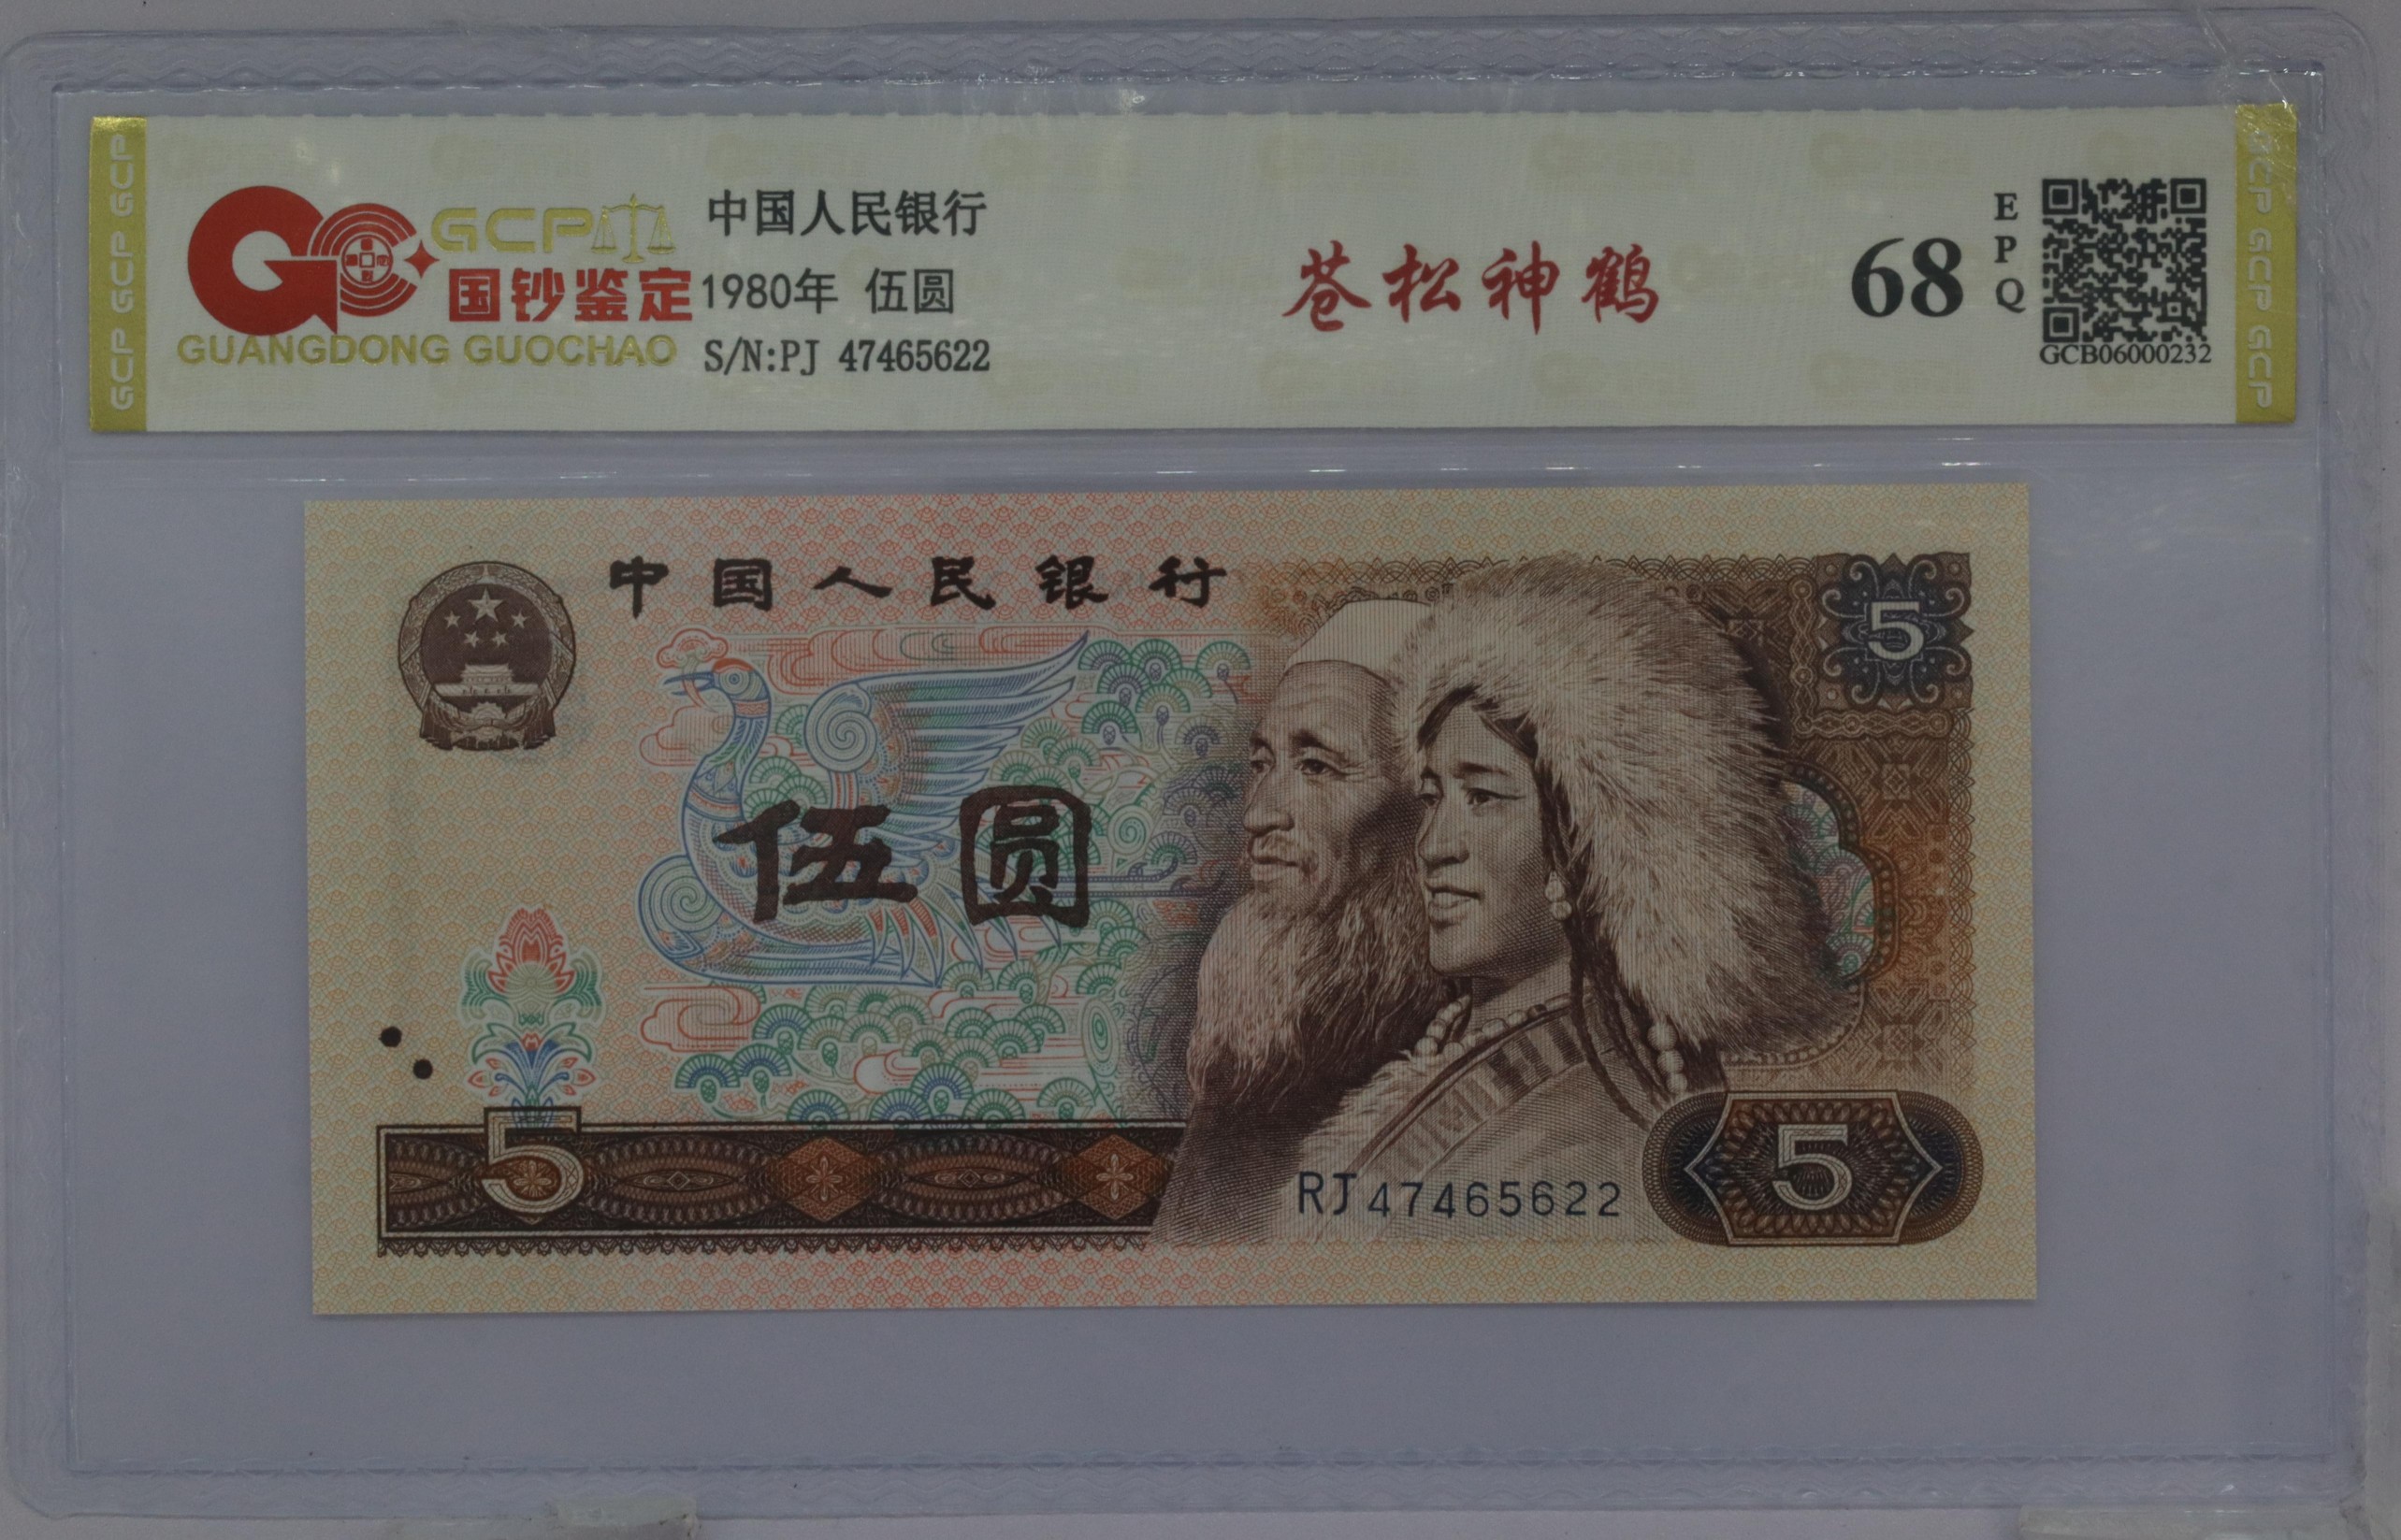 GCP GCP GCP
GCP
国钞鉴定
GUANGDONG GUOCHAO
中国人民银行
1980年 伍圆
S/N:PJ 47465622
苍松神鹤
68
EPQ
GCB06000232
GCP GCP GCP
中国人民银行
5
伍圆
5
RJ47465622
5